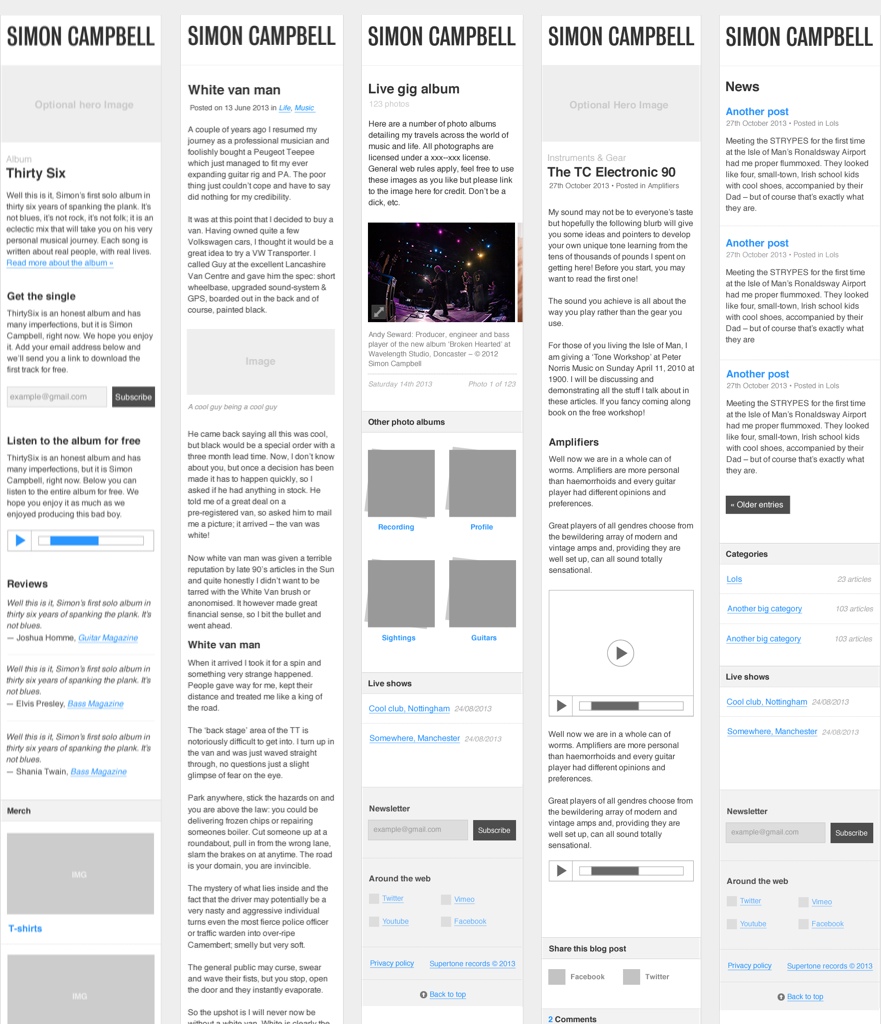 SIMON CAMPBELL
Optional hero Image
Album
Thirty Six
Well this is it, Simon's first solo album in
thirty six years of spanking the plank. It's
not blues, it's not rock, it's not folk; it is an
eclectic mix that will take you on his very
personal musical journey. Each song is
written about real people, with real lives.
Read more about the album »
Get the single
ThirtySix is an honest album and has
many imperfections, but it is Simon
Campbell, right now. We hope you enjoy
it. Add your email address below and
we'll send you a link to download the
first track for free.
example@gmail.com
Subscribe
Listen to the album for free
ThirtySix is an honest album and has
many imperfections, but it is Simon
Campbell, right now. Below you can
listen to the entire album for free. We
hope you enjoy it as much as we
enjoyed producing this bad boy.
Reviews
Well this is it, Simon's first solo album in
thirty six years of spanking the plank. It's
not blues.
— Joshua Homme, Guitar Magazine
Well this is it, Simon's first solo album in
thirty six years of spanking the plank. It's
not blues.
— Elvis Presley, Bass Magazine
Well this is it, Simon's first solo album in
thirty six years of spanking the plank. It's
not blues.
— Shania Twain, Bass Magazine
Merch
IMG
T-shirts
IMG
SIMON CAMPBELL
White van man
Posted on 13 June 2013 in Life, Music
A couple of years ago I resumed my
journey as a professional musician and
foolishly bought a Peugeot Teepee
which just managed to fit my ever
expanding guitar rig and PA. The poor
thing just couldn't cope and have to say
did nothing for my credibility.
It was at this point that I decided to buy a
van. Having owned quite a few
Volkswagen cars, I thought it would be a
great idea to try a VW Transporter. I
called Guy at the excellent Lancashire
Van Centre and gave him the spec: short
wheelbase, upgraded sound-system &
GPS, boarded out in the back and of
course, painted black.
Image
A cool guy being a cool guy
He came back saying all this was cool,
but black would be a special order with a
three month lead time. Now, I don't know
about you, but once a decision has been
made it has to happen quickly, so I
asked if he had anything in stock. He
told me of a great deal on a
pre-registered van, so asked him to mail
me a picture; it arrived – the van was
white!
Now white van man was given a terrible
reputation by late 90's articles in the Sun
and quite honestly I didn't want to be
tarred with the White Van brush or
anonomised. It however made great
financial sense, so I bit the bullet and
went ahead.
White van man
When it arrived I took it for a spin and
something very strange happened.
People gave way for me, kept their
distance and treated me like a king of
the road.
The 'back stage' area of the TT is
notoriously difficult to get into. I turn up in
the van and was just waved straight
through, no questions just a slight
glimpse of fear on the eye.
Park anywhere, stick the hazards on and
you are above the law: you could be
delivering frozen chips or repairing
someones boiler. Cut someone up at a
roundabout, pull in from the wrong lane,
slam the brakes on at anytime. The road
is your domain, you are invincible.
The mystery of what lies inside and the
fact that the driver may potentially be a
very nasty and aggressive individual
turns even the most fierce police officer
or traffic warden into over-ripe
Camembert; smelly but very soft.
The general public may curse, swear
and wave their fists, but you stop, open
the door and they instantly evaporate.
So the upshot is I will never now be
without a white van. White is clearly the
SIMON CAMPBELL
Live gig album
123 photos
Here are a number of photo albums
detailing my travels across the world of
music and life. All photographs are
licensed under a xxx--xxx license.
General web rules apply, feel free to use
these images as you like but please link
to the image here for credit. Don't be a
dick, etc.
Andy Seward: Producer, engineer and bass
player of the new album 'Broken Hearted' at
Wavelength Studio, Doncaster – © 2012
Simon Campbell
Saturday 14th 2013
Photo 1 of 123
Other photo albums
Recording
Profile
Sightings
Guitars
Live shows
Cool club, Nottingham 24/08/2013
Somewhere, Manchester 24/08/2013
Newsletter
example@gmail.com
Subscribe
Around the web
Twitter
Vimeo
Youtube
Facebook
Privacy policy
Supertone records © 2013
Back to top
SIMON CAMPBELL
Optional Hero Image
Instruments & Gear
The TC Electronic 90
27th October 2013 • Posted in Amplifiers
My sound may not be to everyone's taste
but hopefully the following blurb will give
you some ideas and pointers to develop
your own unique tone learning from the
tens of thousands of pounds I spent on
getting here! Before you start, you may
want to read the first one!
The sound you achieve is all about the
way you play rather than the gear you
use.
For those of you living the Isle of Man, I
am giving a 'Tone Workshop' at Peter
Norris Music on Sunday April 11, 2010 at
1900. I will be discussing and
demonstrating all the stuff I talk about in
these articles. If you fancy coming along
book on the free workshop!
Amplifiers
Well now we are in a whole can of
worms. Amplifiers are more personal
than haemorrhoids and every guitar
player had different opinions and
preferences.
Great players of all gendres choose from
the bewildering array of modern and
vintage amps and, providing they are
well set up, can all sound totally
sensational.
Well now we are in a whole can of
worms. Amplifiers are more personal
than haemorrhoids and every guitar
player had different opinions and
preferences.
Great players of all gendres choose from
the bewildering array of modern and
vintage amps and, providing they are
well set up, can all sound totally
sensational.
Share this blog post
Facebook
Twitter
2 Comments
SIMON CAMPBELL
News
Another post
27th October 2013 • Posted in Lols
Meeting the STRYPES for the first time
at the Isle of Man's Ronaldsway Airport
had me proper flummoxed. They looked
like four, small-town, Irish school kids
with cool shoes, accompanied by their
Dad – but of course that's exactly what
they are.
Another post
27th October 2013 • Posted in Lols
Meeting the STRYPES for the first time
at the Isle of Man's Ronaldsway Airport
had me proper flummoxed. They looked
like four, small-town, Irish school kids
with cool shoes, accompanied by their
Dad – but of course that's exactly what
they are
Another post
27th October 2013 • Posted in Lols
Meeting the STRYPES for the first time
at the Isle of Man's Ronaldsway Airport
had me proper flummoxed. They looked
like four, small-town, Irish school kids
with cool shoes, accompanied by their
Dad – but of course that's exactly what
they are.
« Older entries
Categories
Lols 23 articles
Another big category 103 articles
Another big category 103 articles
Live shows
Cool club, Nottingham 24/08/2013
Somewhere, Manchester 24/08/2013
Newsletter
example@gmail.com
Subscribe
Around the web
Twitter
Vimeo
Youtube
Facebook
Privacy policy
Supertone records © 2013
Back to top